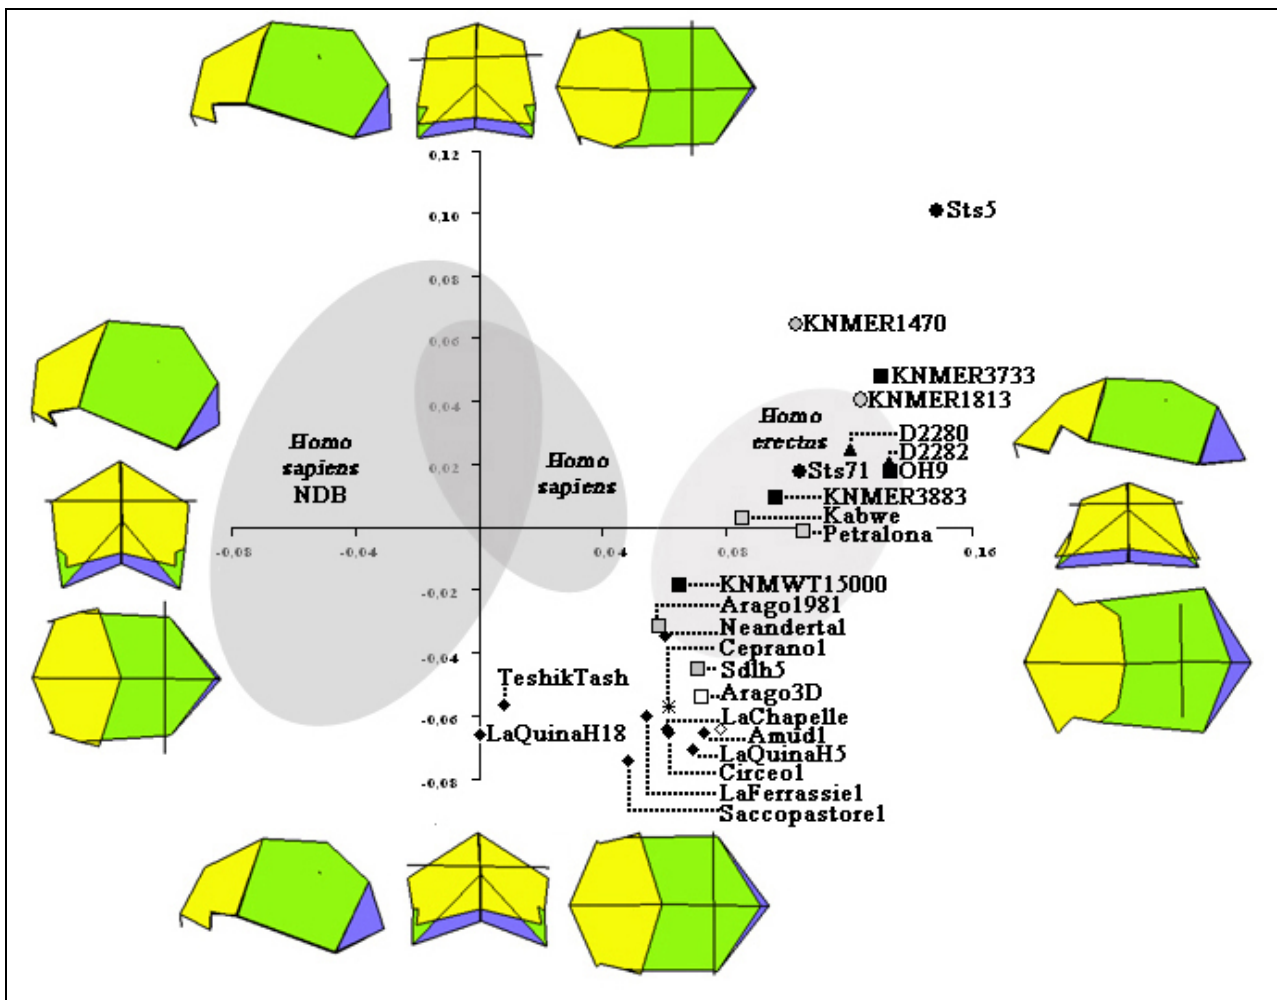 0,12
0,10
Sts5
0,08
0,06
KNMER1470
KNMER3733
0,04
KNMER1813
Homo
erectus
D2280
Homo
sapiens
NDB
Homo
sapiens
0,02
D2282
Sts71
OH9
KNMER3883
Kabwe
Petralona
-0,08
-0,04
0,04
0,08
0,16
KNMWT15000
-0,02
Arago1981
Neandertal
Ceprano1
-0,04
Sdlh5
TeshikTash
Arago3D
-0,06
LaChapelle
LaQuinaH18
Amud1
LaQuinaH5
-0,08
Circeo1
LaFerrassie1
Saccopastore1